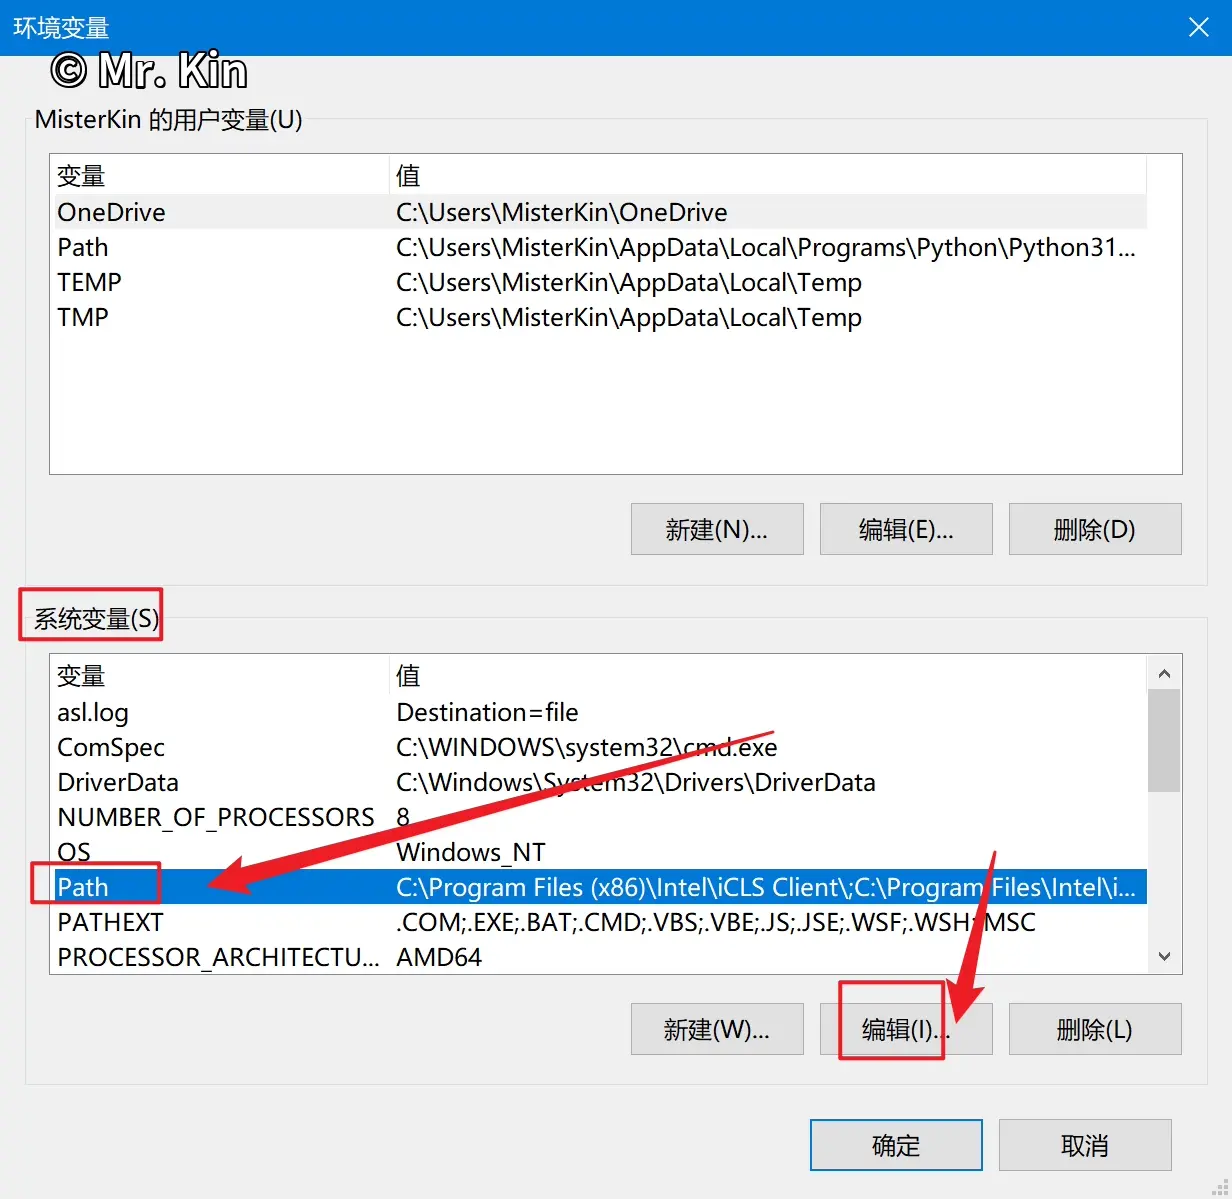 环境变量
© Mr. Kin
MisterKin 的用户变量(U)
变量 值
OneDrive C:\Users\MisterKin\OneDrive
Path C:\Users\MisterKin\AppData\Local\Programs\Python\Python31...
TEMP C:\Users\MisterKin\AppData\Local\Temp
TMP C:\Users\MisterKin\AppData\Local\Temp
新建(N)... 编辑(E)... 删除(D)
系统变量(S)
变量 值
asl.log Destination=file
ComSpec C:\WINDOWS\system32\cmd.exe
DriverData C:\Windows\System32\Drivers\DriverData
NUMBER_OF_PROCESSORS 8
OS Windows_NT
Path C:\Program Files (x86)\Intel\iCLS Client\;C:\Program Files\Intel\i...
PATHEXT .COM;.EXE;.BAT;.CMD;.VBS;.VBE;.JS;.JSE;.WSF;.WSH;.MSC
PROCESSOR_ARCHITECTU... AMD64
新建(W)... 编辑(I)... 删除(L)
确定 取消